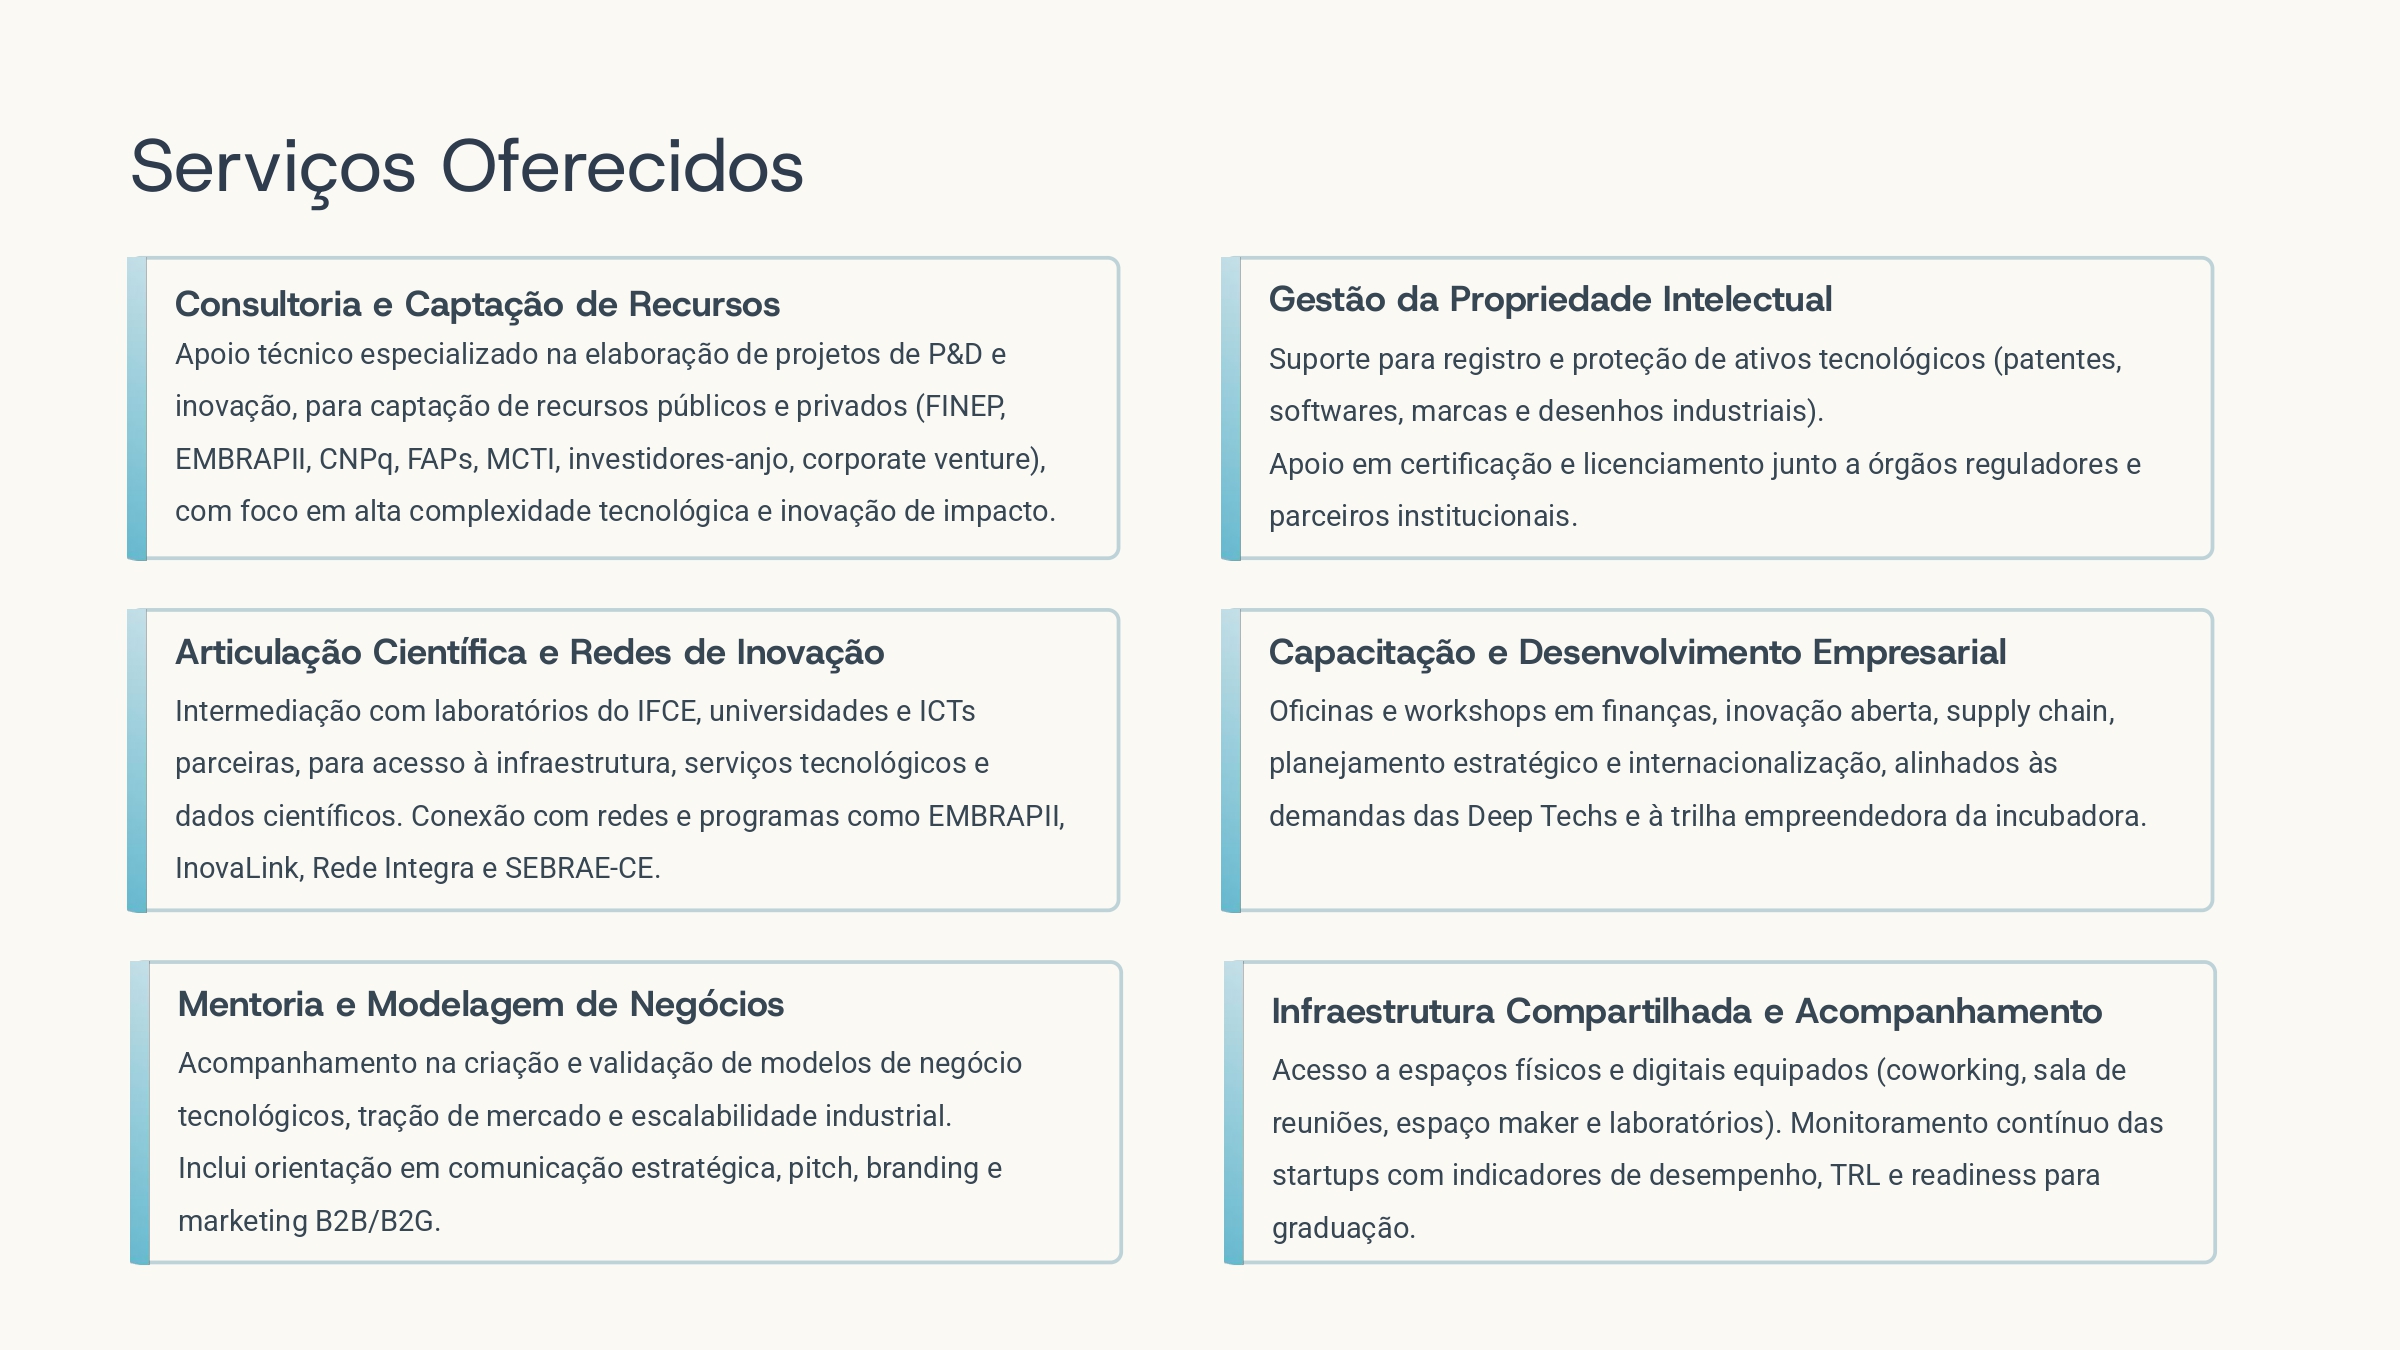 Serviços Oferecidos
Consultoria e Captação de Recursos
Apoio técnico especializado na elaboração de projetos de P&D e
inovação, para captação de recursos públicos e privados (FINEP,
EMBRAPII, CNPq, FAPs, MCTI, investidores-anjo, corporate venture),
com foco em alta complexidade tecnológica e inovação de impacto.
Gestão da Propriedade Intelectual
Suporte para registro e proteção de ativos tecnológicos (patentes,
softwares, marcas e desenhos industriais).
Apoio em certificação e licenciamento junto a órgãos reguladores e
parceiros institucionais.
Articulação Científica e Redes de Inovação
Intermediação com laboratórios do IFCE, universidades e ICTs
parceiras, para acesso à infraestrutura, serviços tecnológicos e
dados científicos. Conexão com redes e programas como EMBRAPII,
InovaLink, Rede Integra e SEBRAE-CE.
Capacitação e Desenvolvimento Empresarial
Oficinas e workshops em finanças, inovação aberta, supply chain,
planejamento estratégico e internacionalização, alinhados às
demandas das Deep Techs e à trilha empreendedora da incubadora.
Mentoria e Modelagem de Negócios
Acompanhamento na criação e validação de modelos de negócio
tecnológicos, tração de mercado e escalabilidade industrial.
Inclui orientação em comunicação estratégica, pitch, branding e
marketing B2B/B2G.
Infraestrutura Compartilhada e Acompanhamento
Acesso a espaços físicos e digitais equipados (coworking, sala de
reuniões, espaço maker e laboratórios). Monitoramento contínuo das
startups com indicadores de desempenho, TRL e readiness para
graduação.